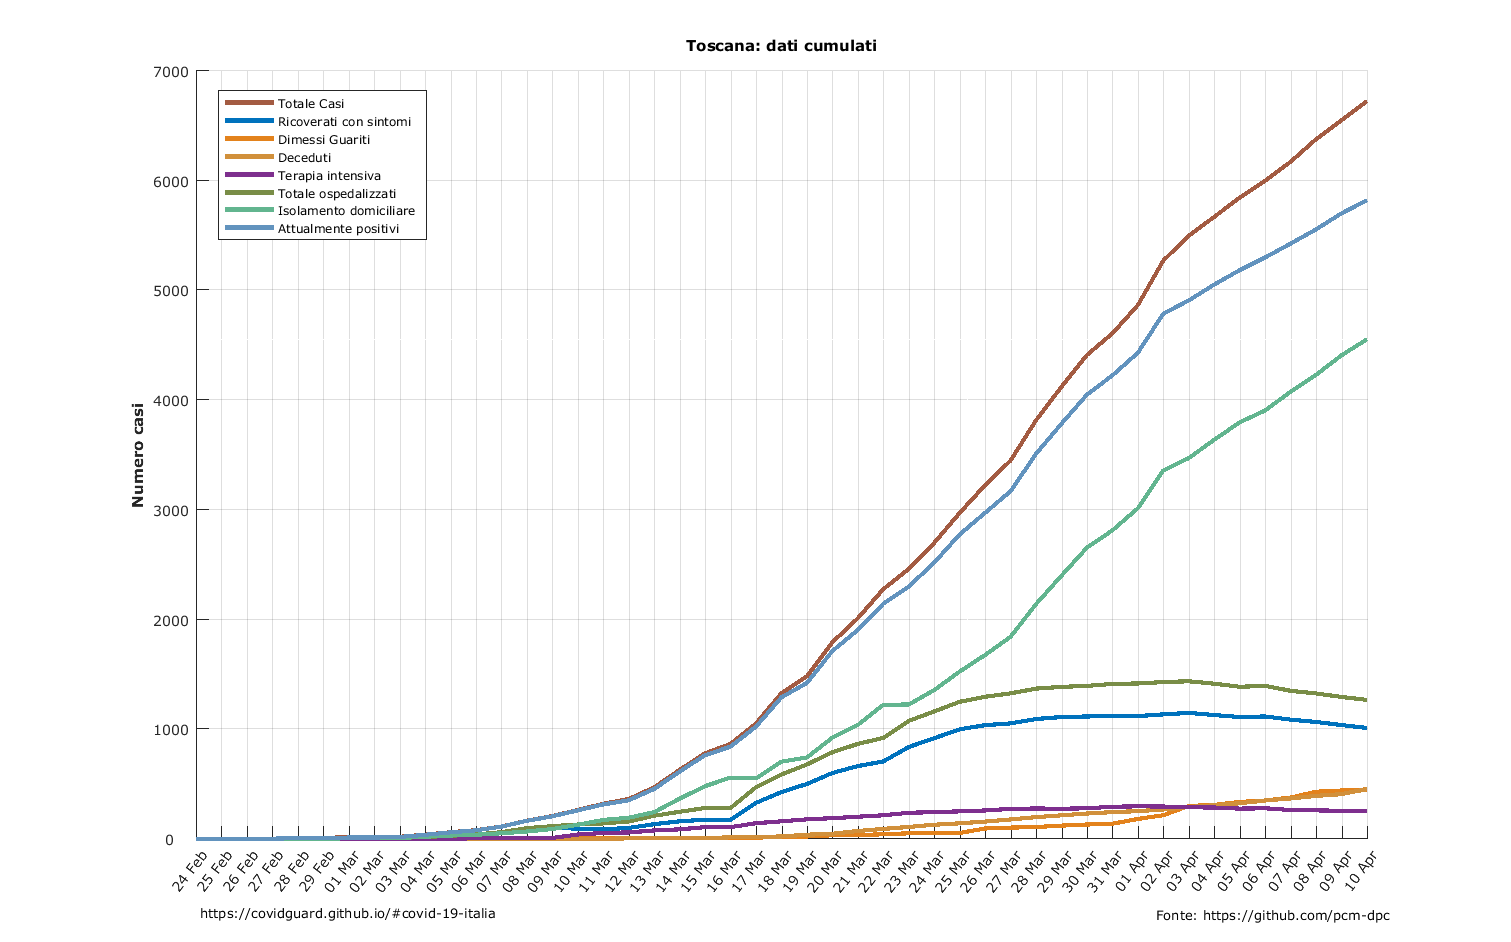 Toscana: dati cumulati
7000
6000
5000
4000
3000
2000
1000
0
Numero casi
Totale Casi
Ricoverati con sintomi
Dimessi Guariti
Deceduti
Terapia intensiva
Totale ospedalizzati
Isolamento domiciliare
Attualmente positivi
24 Feb
25 Feb
26 Feb
27 Feb
28 Feb
29 Feb
01 Mar
02 Mar
03 Mar
04 Mar
05 Mar
06 Mar
07 Mar
08 Mar
09 Mar
10 Mar
11 Mar
12 Mar
13 Mar
14 Mar
15 Mar
16 Mar
17 Mar
18 Mar
19 Mar
20 Mar
21 Mar
22 Mar
23 Mar
24 Mar
25 Mar
26 Mar
27 Mar
28 Mar
29 Mar
30 Mar
31 Mar
01 Apr
02 Apr
03 Apr
04 Apr
05 Apr
06 Apr
07 Apr
08 Apr
09 Apr
10 Apr
https://covidguard.github.io/#covid-19-italia
Fonte: https://github.com/pcm-dpc